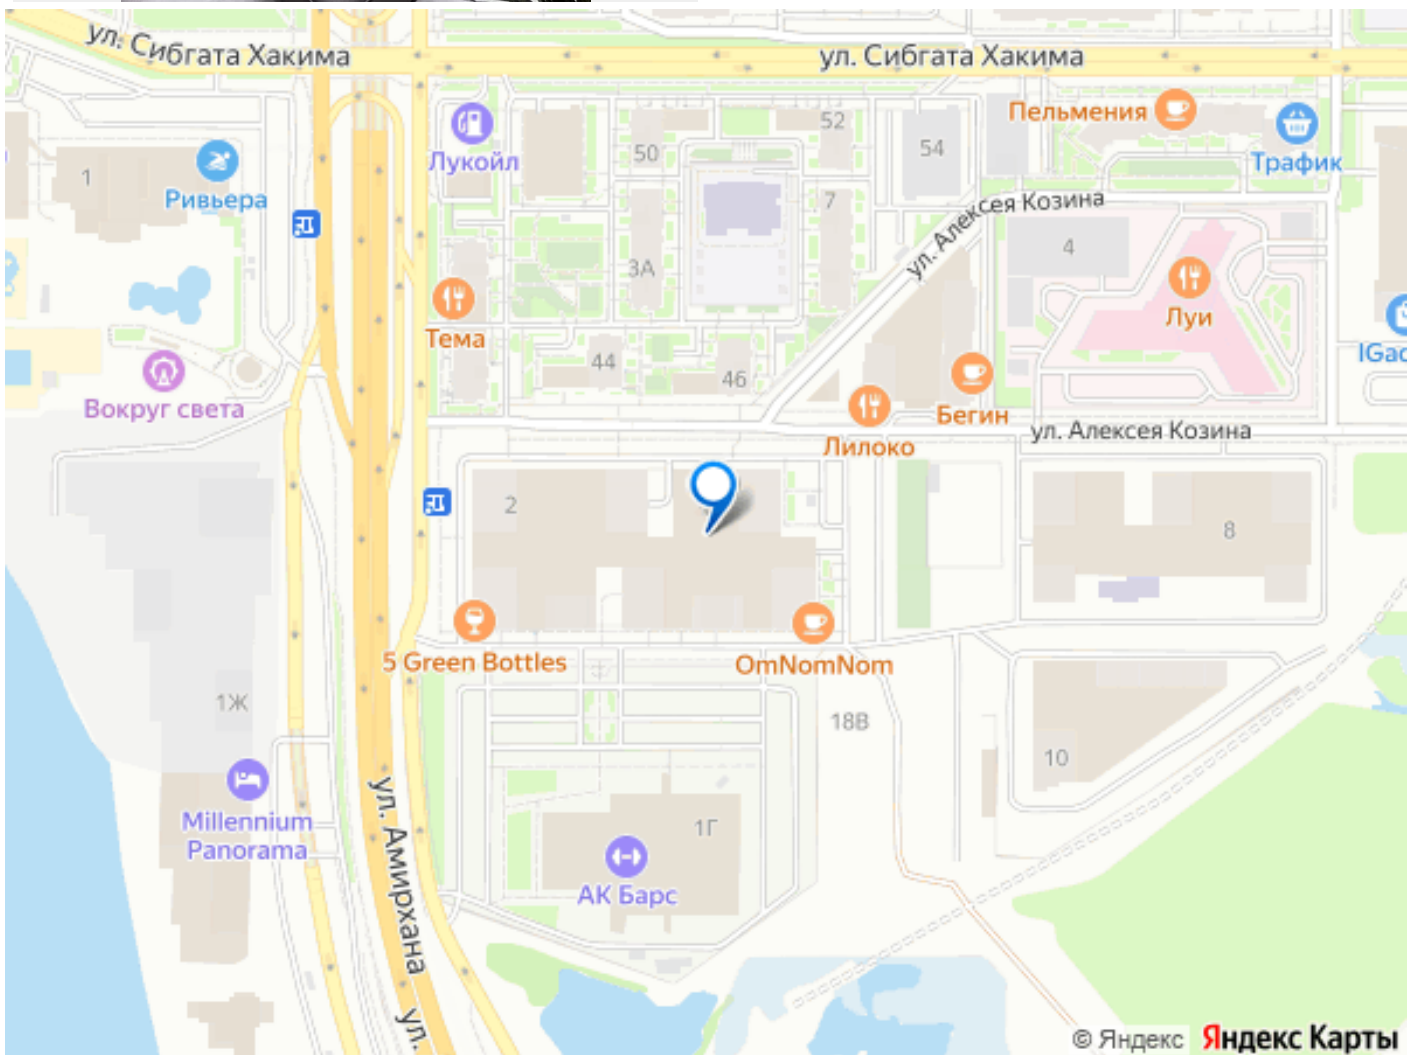 ул. Сибгата Хакима
ул. Сибгата Хакима
Пельмения
52
Лукойл
50
54
Трафик
1
Ривьера
7
ул. Алексея Козина
4
3А
Тема
Луи
IGad
44
46
Вокруг света
Бегин
Лилоко
ул. Алексея Козина
2
8
5 Green Bottles
OmNomNom
1Ж
18В
10
Millennium
Panorama
ул. Амирхана
1Г
АК Барс
ул.
© Яндекс Яндекс Карты